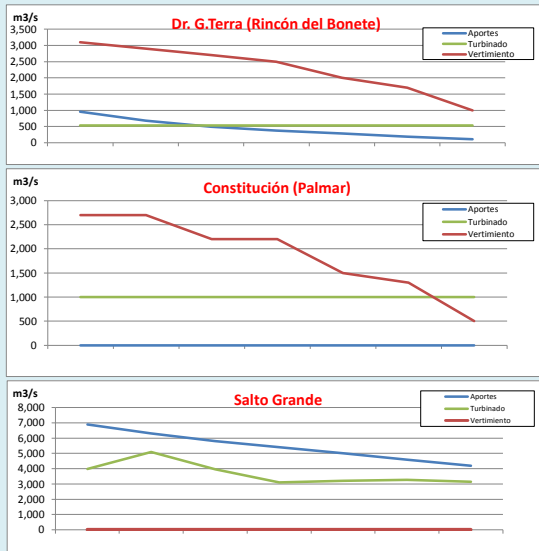 m3/s
Dr. G.Terra (Rincón del Bonete)
Aportes
Turbinado
Vertimiento
3,500
3,000
2,500
2,000
1,500
1,000
500
0
m3/s
Constitución (Palmar)
Aportes
Turbinado
Vertimiento
3,000
2,500
2,000
1,500
1,000
500
0
m3/s
Salto Grande
Aportes
Turbinado
Vertimiento
8,000
7,000
6,000
5,000
4,000
3,000
2,000
1,000
0